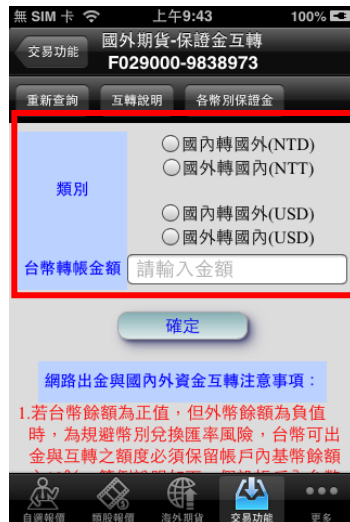 無 SIM 卡 上午9:43 100%
交易功能
國外期貨-保證金互轉
F029000-9838973
重新查詢 互轉說明 各幣別保證金
國內轉國外(NTD)
國外轉國內(NTT)
類別
國內轉國外(USD)
國外轉國內(USD)
台幣轉帳金額 請輸入金額
確定
網路出金與國內外資金互轉注意事項：
1.若台幣餘額為正值，但外幣餘額為負值
時，為規避幣別兌換匯率風險，台幣可出
金與互轉之額度必須保留帳戶內基幣餘額
自選報價 類股報價 海外期貨 交易功能 更多